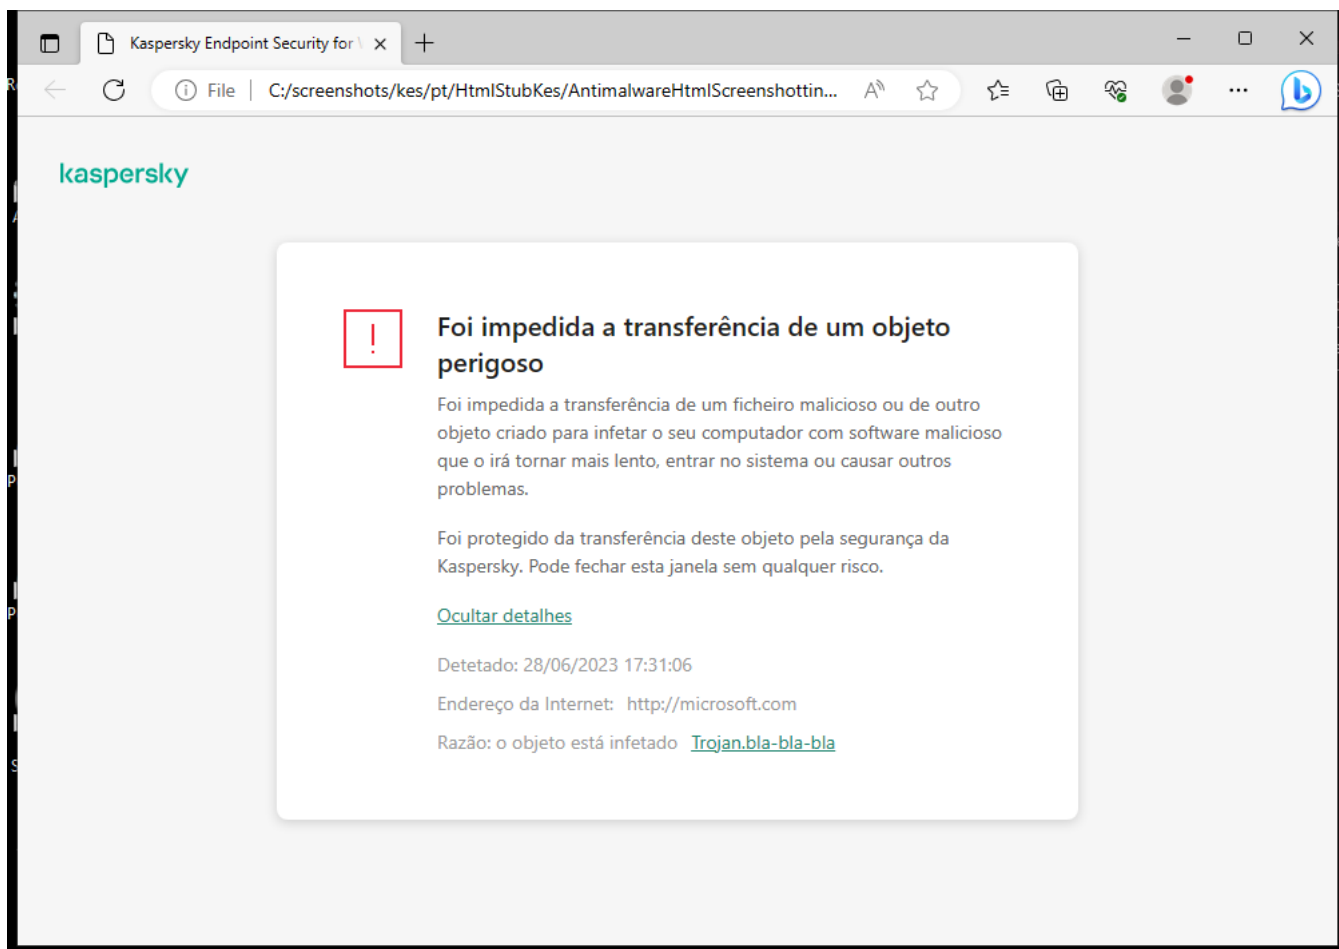 Kaspersky Endpoint Security for
File | C:/screenshots/kes/pt/HtmlStubKes/AntimalwareHtmlScreenshottin...
kaspersky
!
Foi impedida a transferência de um objeto
perigoso
Foi impedida a transferência de um ficheiro malicioso ou de outro
objeto criado para infetar o seu computador com software malicioso
que o irá tornar mais lento, entrar no sistema ou causar outros
problemas.
Foi protegido da transferência deste objeto pela segurança da
Kaspersky. Pode fechar esta janela sem qualquer risco.
Ocultar detalhes
Detetado: 28/06/2023 17:31:06
Endereço da Internet: http://microsoft.com
Razão: o objeto está infetado Trojan.bla-bla-bla